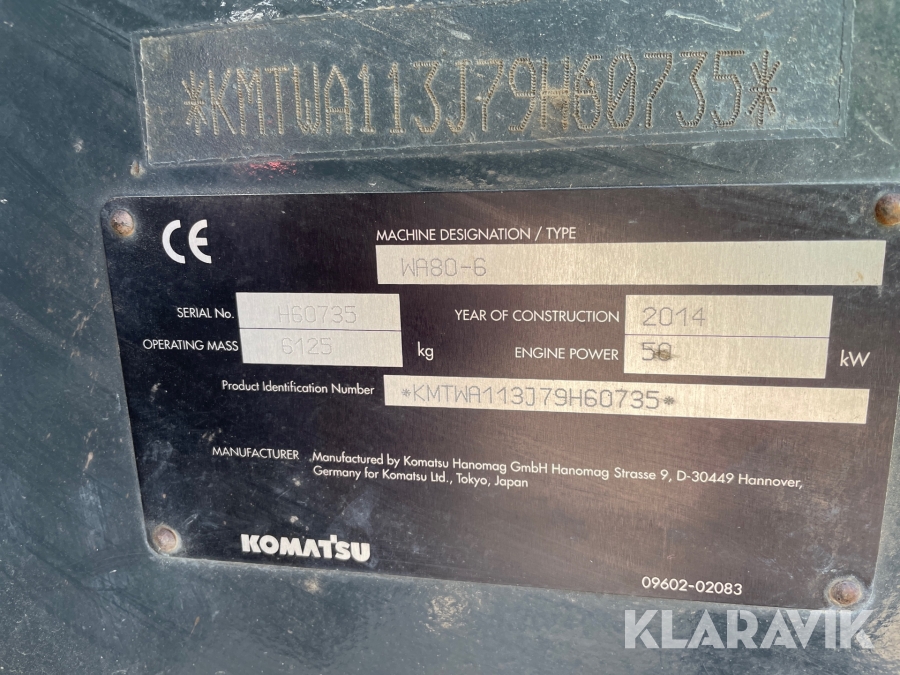 *KMTWA113J79H60735*
CE
MACHINE DESIGNATION / TYPE
WA80-6
SERIAL No. H60735
YEAR OF CONSTRUCTION 2014
OPERATING MASS 6125 kg
ENGINE POWER kW
Product Identification Number *KMTWA113J79H60735*
MANUFACTURER Manufactured by Komatsu Hanomag GmbH Hanomag Strasse 9, D-30449 Hannover,
Germany for Komatsu Ltd., Tokyo, Japan
KOMATSU
09602-02083
KLARAVIK